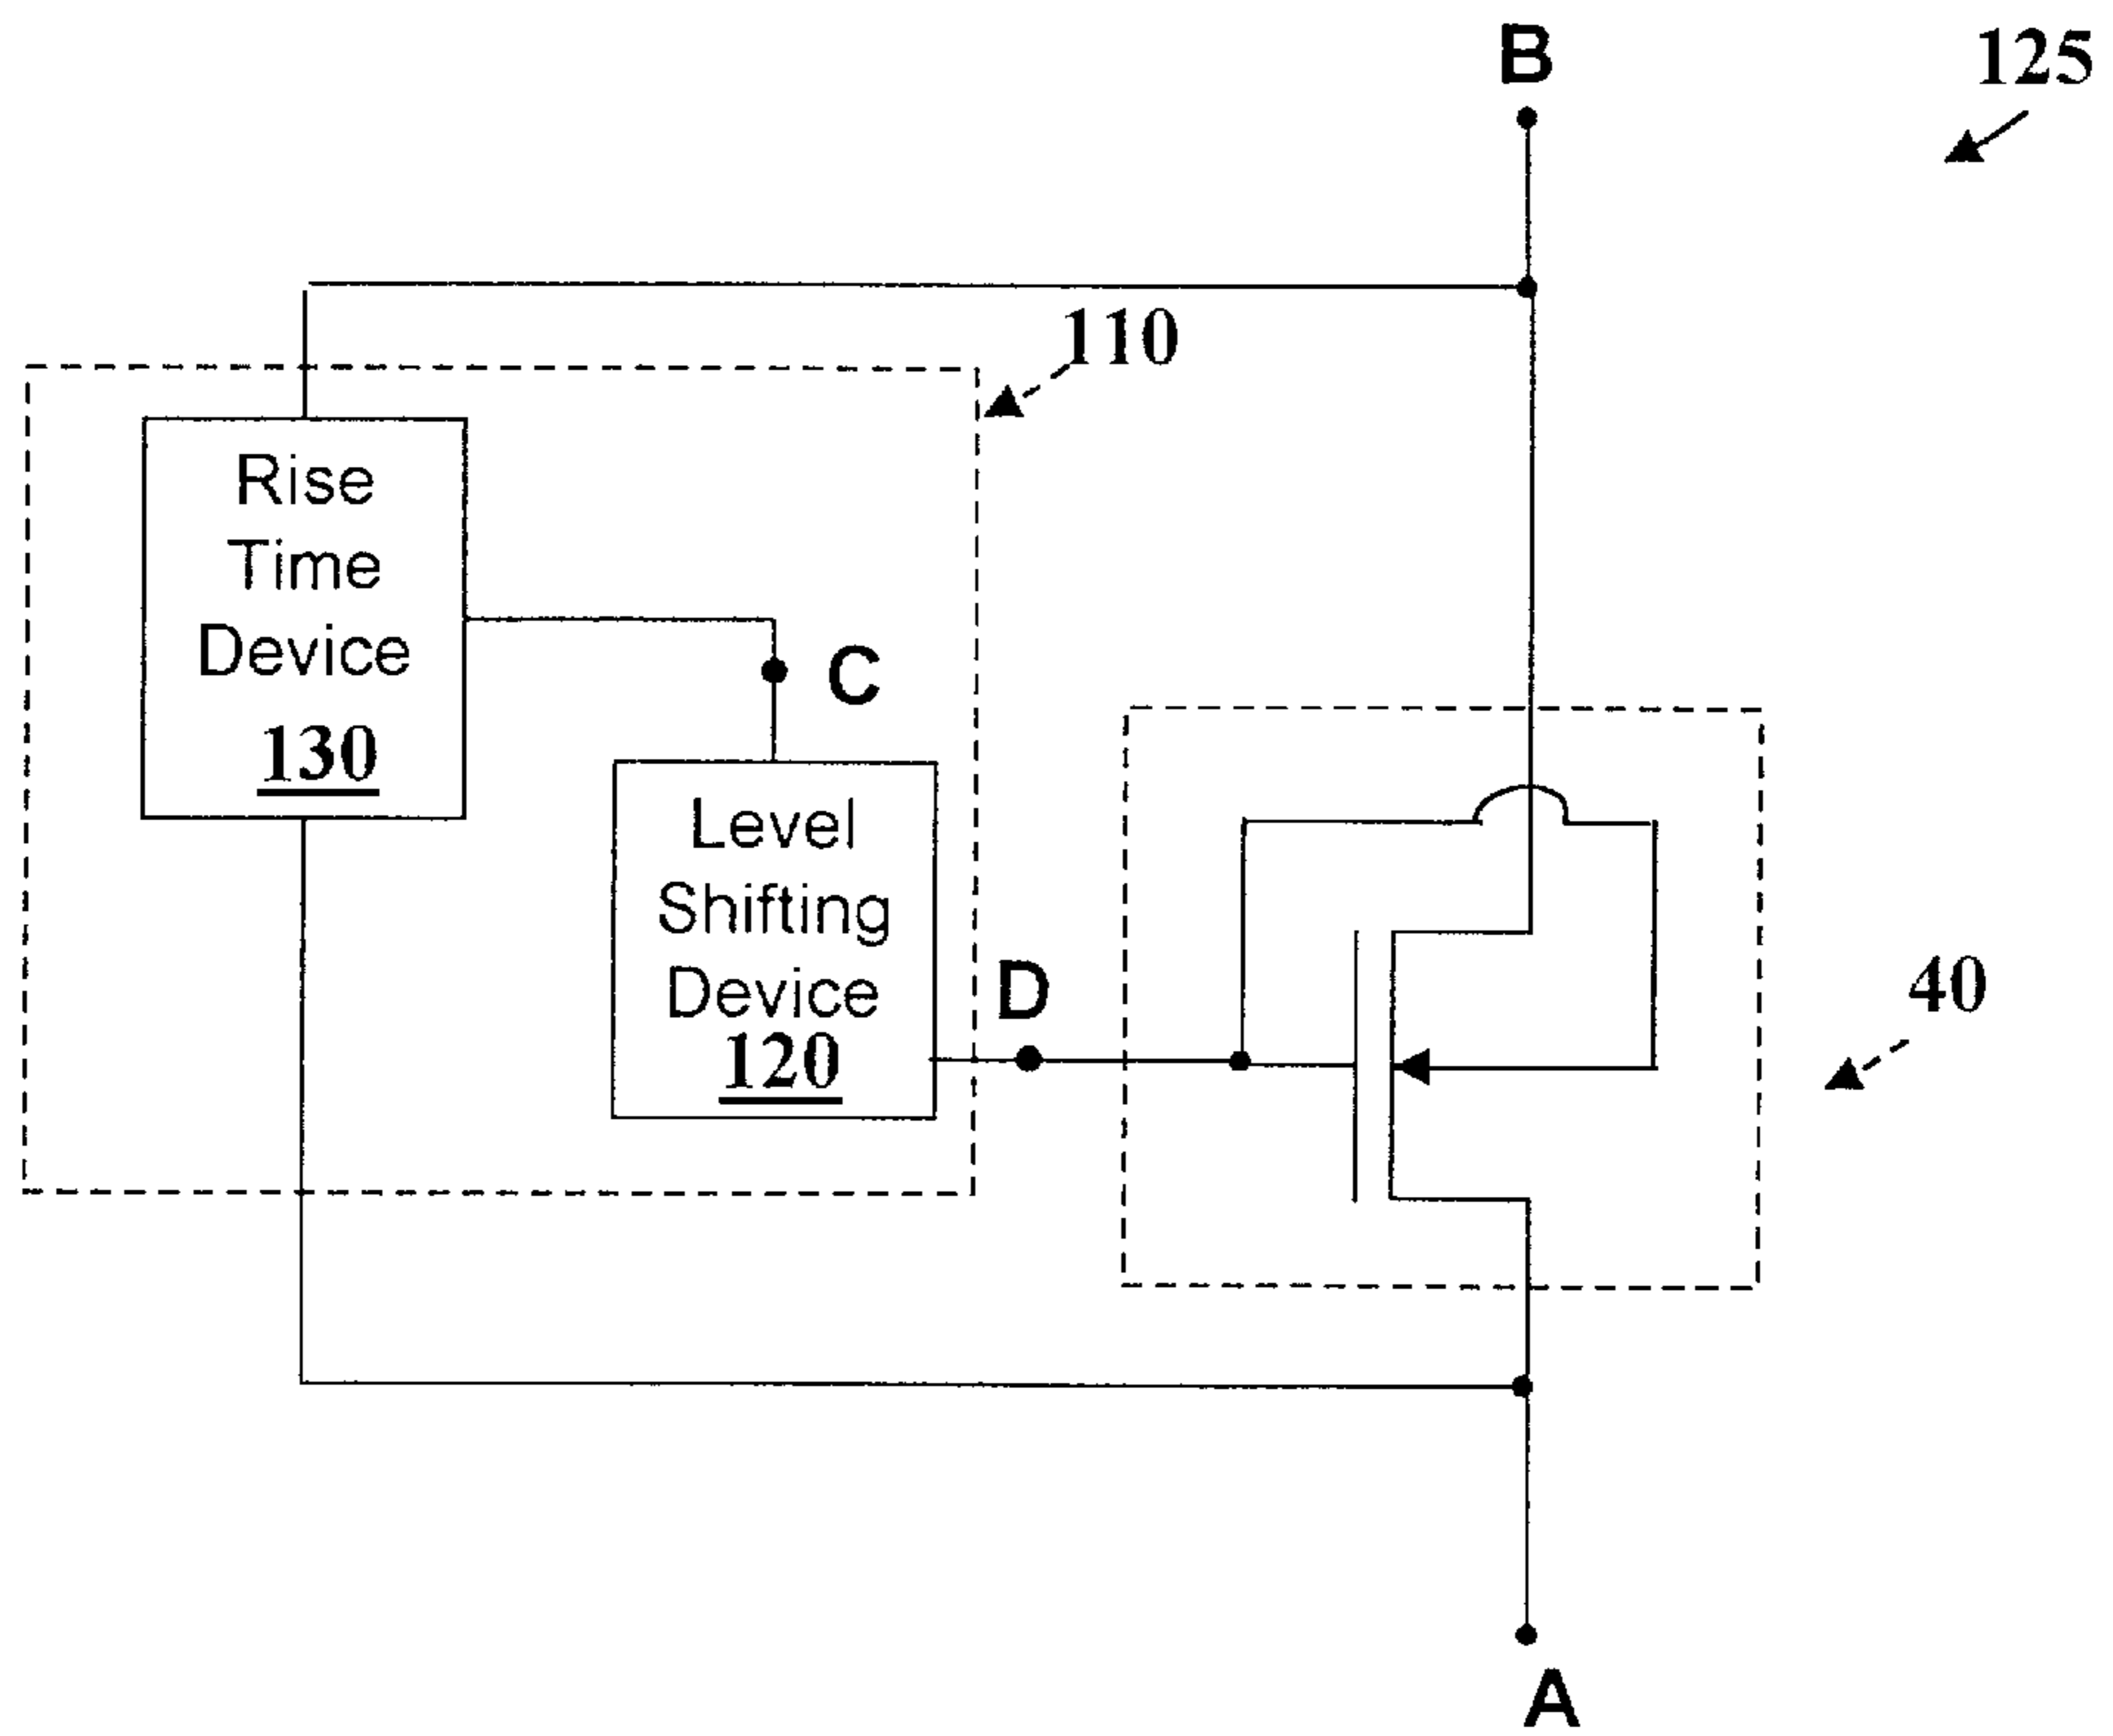 B
125
110
Rise
Time
Device
130
C
Level
Shifting
Device
120
D
40
A